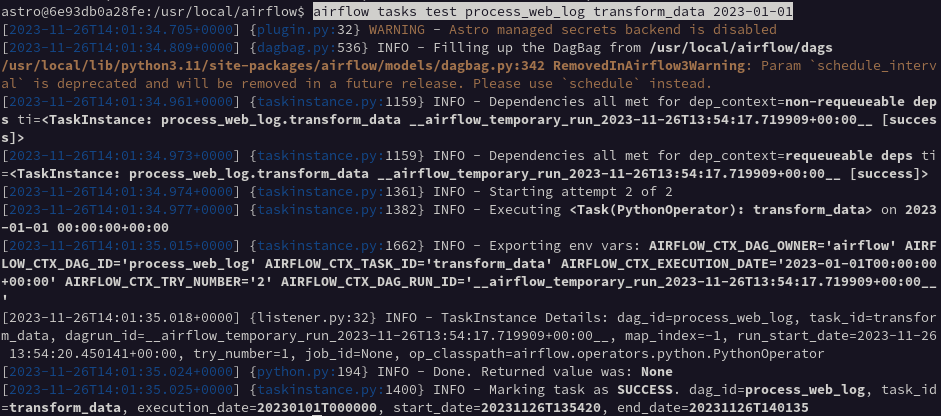 astro@6e93db0a28fe:/usr/local/airflow$ airflow tasks test process_web_log transform_data 2023-01-01
[2023-11-26T14:01:34.705+0000] {plugin.py:32} WARNING - Astro managed secrets backend is disabled
[2023-11-26T14:01:34.809+0000] {dagbag.py:536} INFO - Filling up the DagBag from /usr/local/airflow/dags
/usr/local/lib/python3.11/site-packages/airflow/models/dagbag.py:342 RemovedInAirflow3Warning: Param `schedule_interv
al` is deprecated and will be removed in a future release. Please use `schedule` instead.
[2023-11-26T14:01:34.961+0000] {taskinstance.py:1159} INFO - Dependencies all met for dep_context=non-requeueable dep
s ti=<TaskInstance: process_web_log.transform_data __airflow_temporary_run_2023-11-26T13:54:17.719909+00:00__ [succes
s]>
[2023-11-26T14:01:34.973+0000] {taskinstance.py:1159} INFO - Dependencies all met for dep_context=requeueable deps ti
=<TaskInstance: process_web_log.transform_data __airflow_temporary_run_2023-11-26T13:54:17.719909+00:00__ [success]>
[2023-11-26T14:01:34.974+0000] {taskinstance.py:1361} INFO - Starting attempt 2 of 2
[2023-11-26T14:01:34.977+0000] {taskinstance.py:1382} INFO - Executing <Task(PythonOperator): transform_data> on 2023
-01-01 00:00:00+00:00
[2023-11-26T14:01:35.015+0000] {taskinstance.py:1662} INFO - Exporting env vars: AIRFLOW_CTX_DAG_OWNER='airflow' AIRF
LOW_CTX_DAG_ID='process_web_log' AIRFLOW_CTX_TASK_ID='transform_data' AIRFLOW_CTX_EXECUTION_DATE='2023-01-01T00:00:00
+00:00' AIRFLOW_CTX_TRY_NUMBER='2' AIRFLOW_CTX_DAG_RUN_ID='__airflow_temporary_run_2023-11-26T13:54:17.719909+00:00__
'
[2023-11-26T14:01:35.018+0000] {listener.py:32} INFO - TaskInstance Details: dag_id=process_web_log, task_id=transfor
m_data, dagrun_id=__airflow_temporary_run_2023-11-26T13:54:17.719909+00:00__, map_index=-1, run_start_date=2023-11-26
 13:54:20.450141+00:00, try_number=1, job_id=None, op_classpath=airflow.operators.python.PythonOperator
[2023-11-26T14:01:35.024+0000] {python.py:194} INFO - Done. Returned value was: None
[2023-11-26T14:01:35.025+0000] {taskinstance.py:1400} INFO - Marking task as SUCCESS. dag_id=process_web_log, task_id
=transform_data, execution_date=20230101T000000, start_date=20231126T135420, end_date=20231126T140135